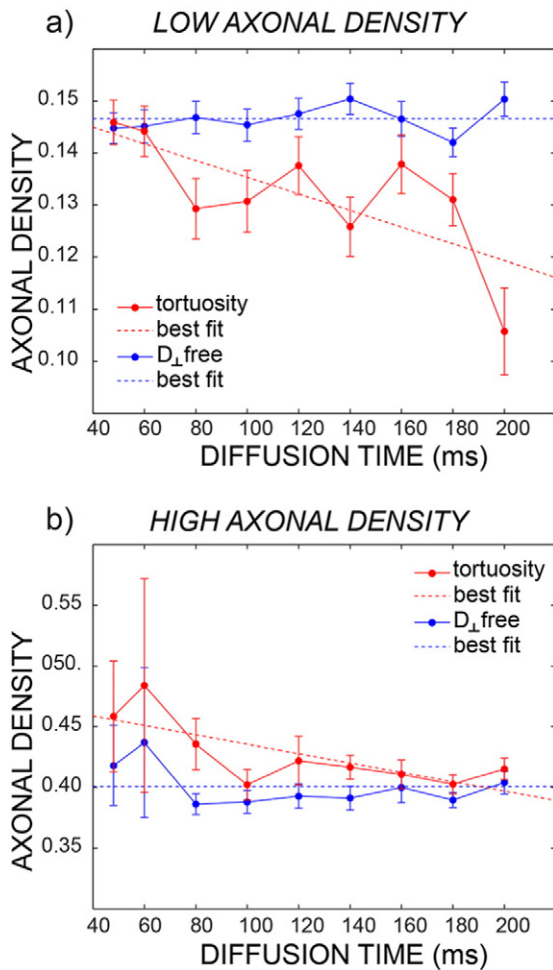 a) LOW AXONAL DENSITY
0.15
0.14
0.13
0.12
0.11
0.10
AXONAL DENSITY
tortuosity
best fit
D⊥free
best fit
40 60 80 100 120 140 160 180 200
DIFFUSION TIME (ms)
b) HIGH AXONAL DENSITY
0.55
50.
0.45
0.40
0.35
AXONAL DENSITY
tortuosity
best fit
D⊥free
best fit
40 60 80 100 120 140 160 180 200
DIFFUSION TIME (ms)